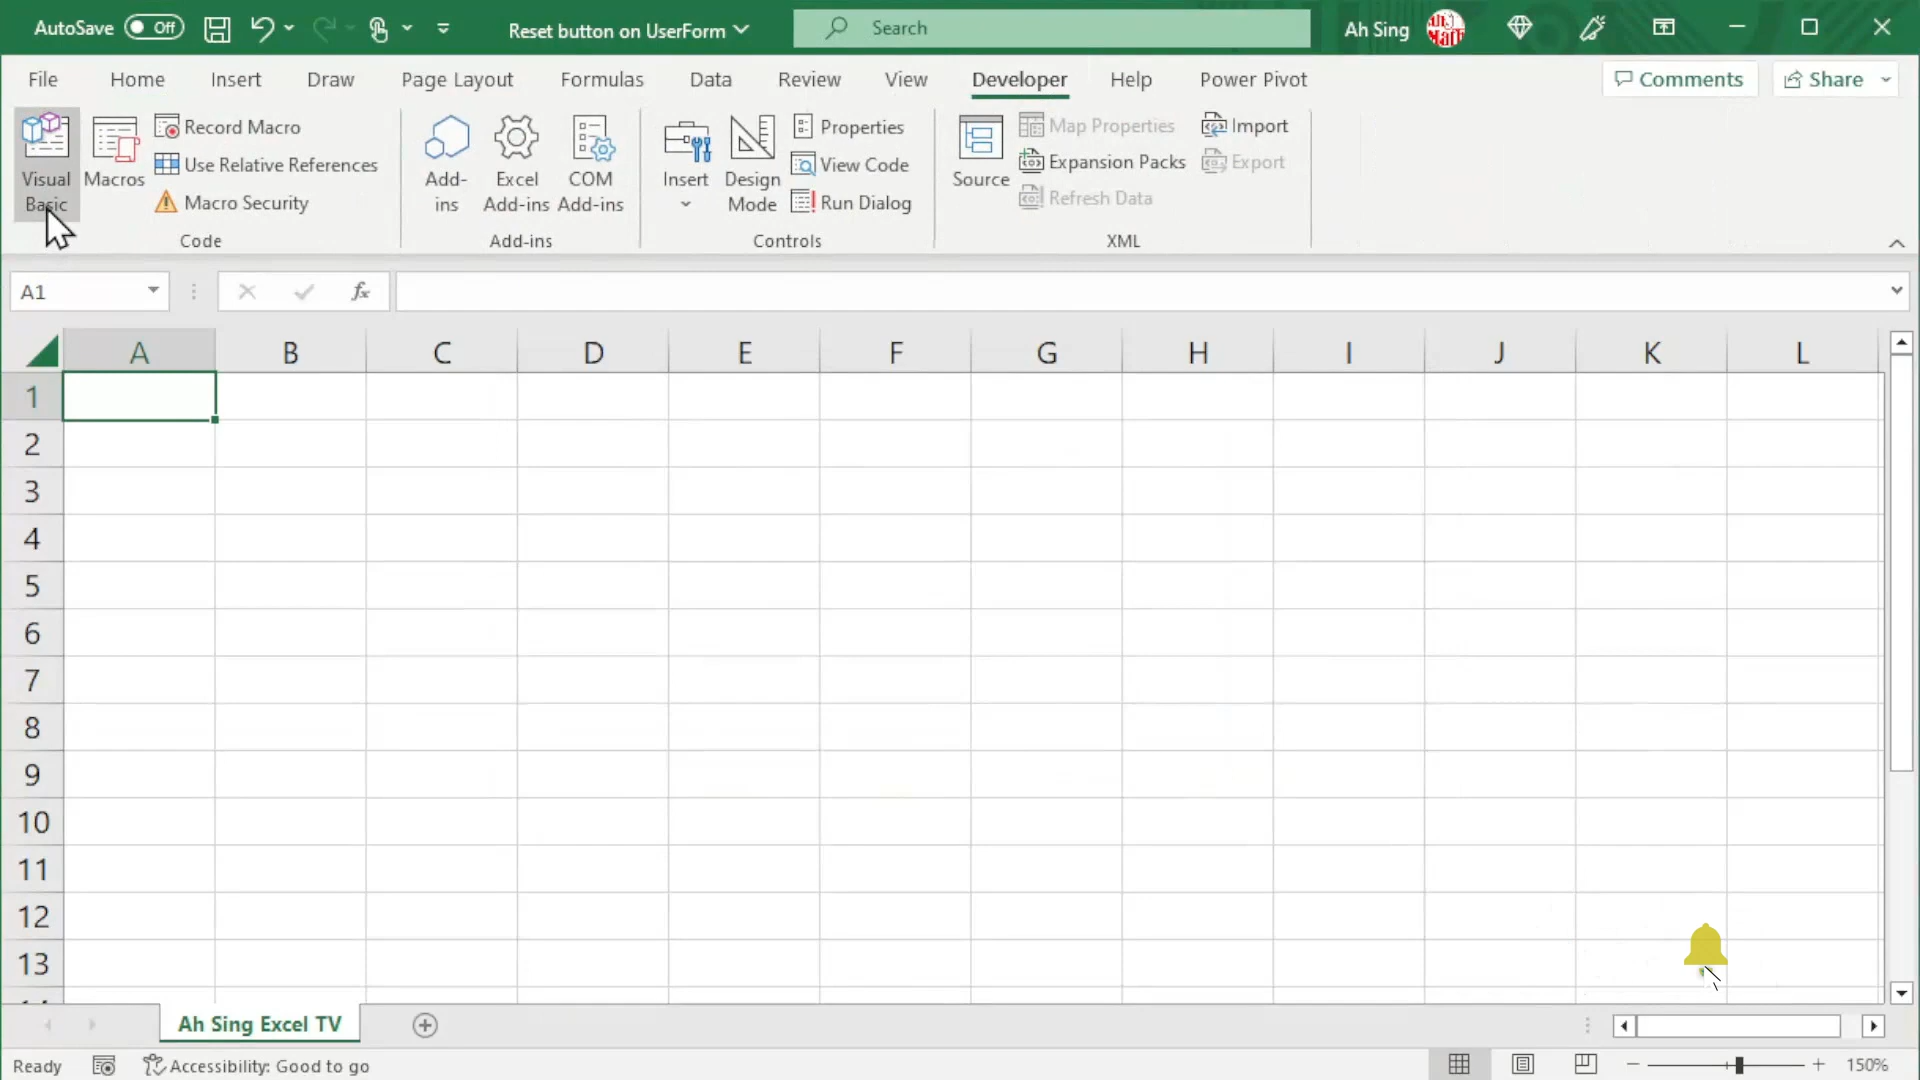 AutoSave Off Reset button on UserForm Search Ah Sing
File Home Insert Draw Page Layout Formulas Data Review View Developer Help Power Pivot Comments Share
Visual Basic
Macros
Record Macro
Use Relative References
Macro Security
Code
Add-ins
Excel Add-ins
COM Add-ins
Add-ins
Insert
Design Mode
Properties
View Code
Run Dialog
Controls
Source
Map Properties
Expansion Packs
Refresh Data
Import
Export
XML
A1 fx
A B C D E F G H I J K L
1
2
3
4
5
6
7
8
9
10
11
12
13
Ah Sing Excel TV
Ready Accessibility: Good to go 150%